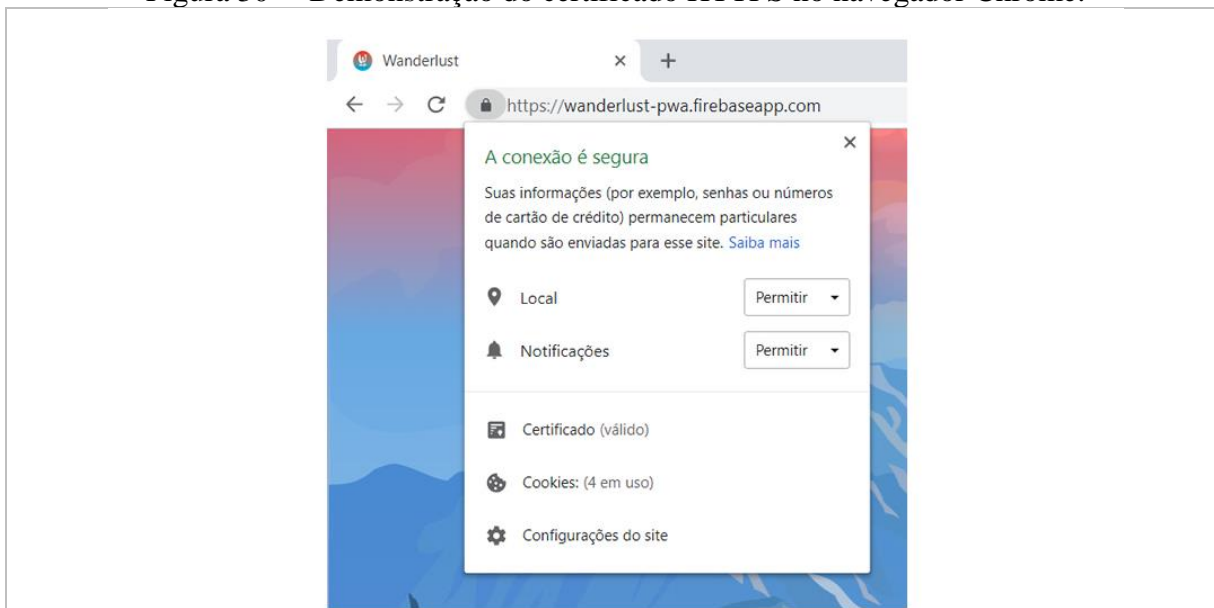 Figura 30 – Demonstração do certificado HTTPS no navegador Chrome.
Wanderlust
https://wanderlust-pwa.firebaseapp.com
A conexão é segura
Suas informações (por exemplo, senhas ou números
de cartão de crédito) permanecem particulares
quando são enviadas para esse site. Saiba mais
Local Permitir
Notificações Permitir
Certificado (válido)
Cookies: (4 em uso)
Configurações do site